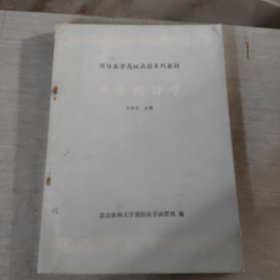 预防医学高校函授系列教材
卫生统计学
主编
北京医科大学预防医学函授部 编